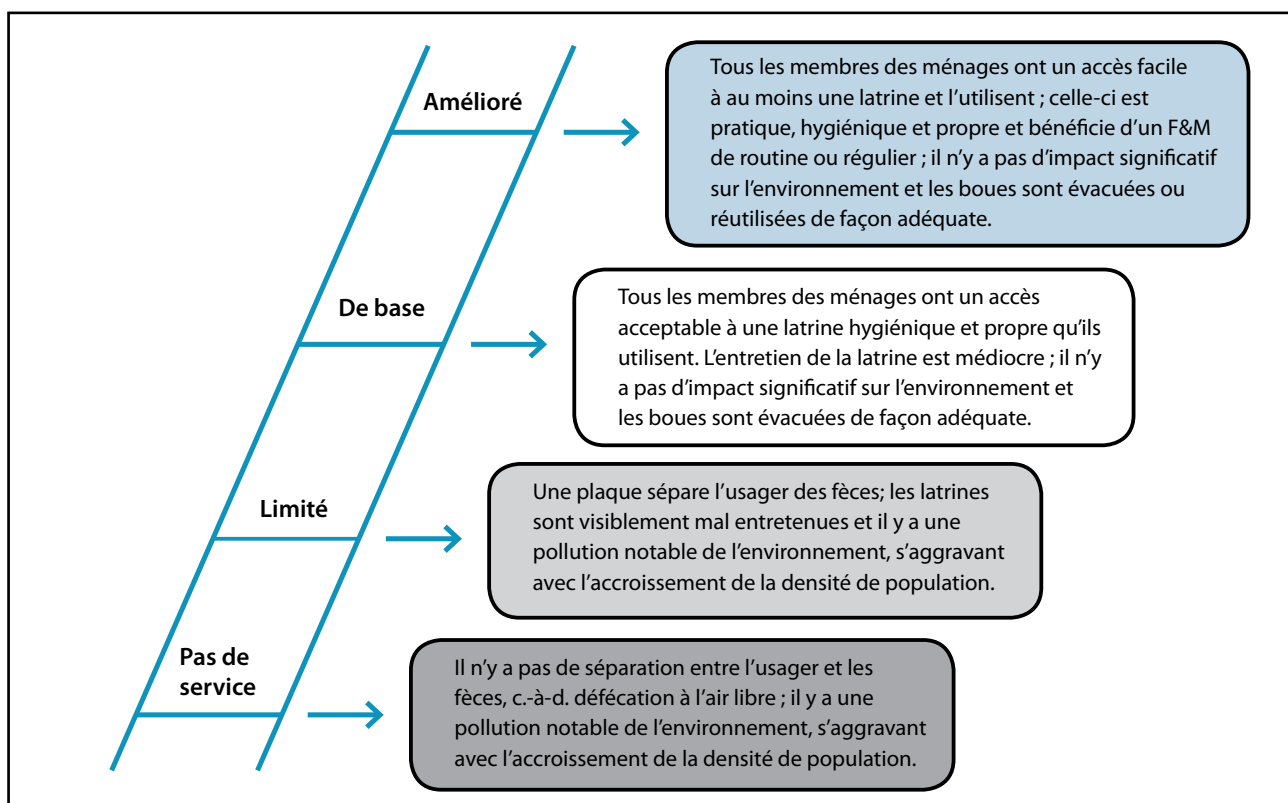 Amélioré
Tous les membres des ménages ont un accès facile
à au moins une latrine et l’utilisent ; celle-ci est
pratique, hygiénique et propre et bénéficie d’un F&M
de routine ou régulier ; il n’y a pas d’impact significatif
sur l’environnement et les boues sont évacuées ou
réutilisées de façon adéquate.
De base
Tous les membres des ménages ont un accès
acceptable à une latrine hygiénique et propre qu’ils
utilisent. L’entretien de la latrine est médiocre ; il n’y
a pas d’impact significatif sur l’environnement et
les boues sont évacuées de façon adéquate.
Limité
Une plaque sépare l’usager des fèces; les latrines
sont visiblement mal entretenues et il y a une
pollution notable de l’environnement, s’aggravant
avec l’accroissement de la densité de population.
Pas de
service
Il n’y a pas de séparation entre l’usager et les
fèces, c.-à-d. défécation à l’air libre ; il y a une
pollution notable de l’environnement, s’aggravant
avec l’accroissement de la densité de population.